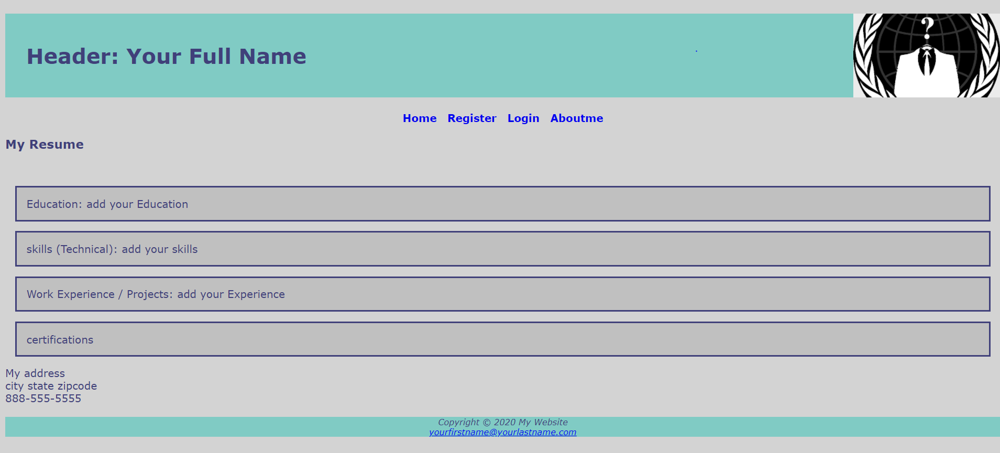 Header: Your Full Name
?
Home Register Login Aboutme
My Resume
Education: add your Education
skills (Technical): add your skills
Work Experience / Projects: add your Experience
certifications
My address
city state zipcode
888-555-5555
Copyright © 2020 My Website
yourfirstname@yourlastname.com